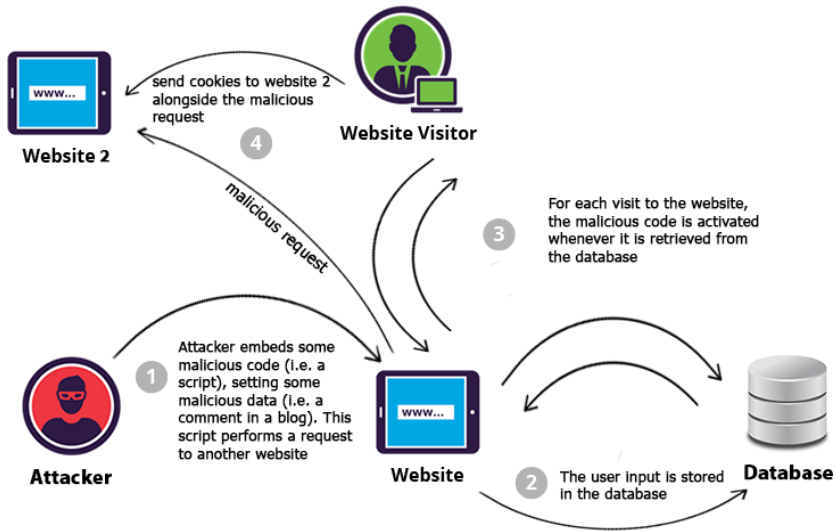 www...
Website 2
send cookies to website 2
alongside the malicious
request
4
Website Visitor
malicious request
3
For each visit to the website,
the malicious code is activated
whenever it is retrieved from
the database
Attacker
1
Attacker embeds some
malicious code (i.e. a
script), setting some
malicious data (i.e. a
comment in a blog). This
script performs a request
to another website
www...
Website
2
The user input is stored
in the database
Database